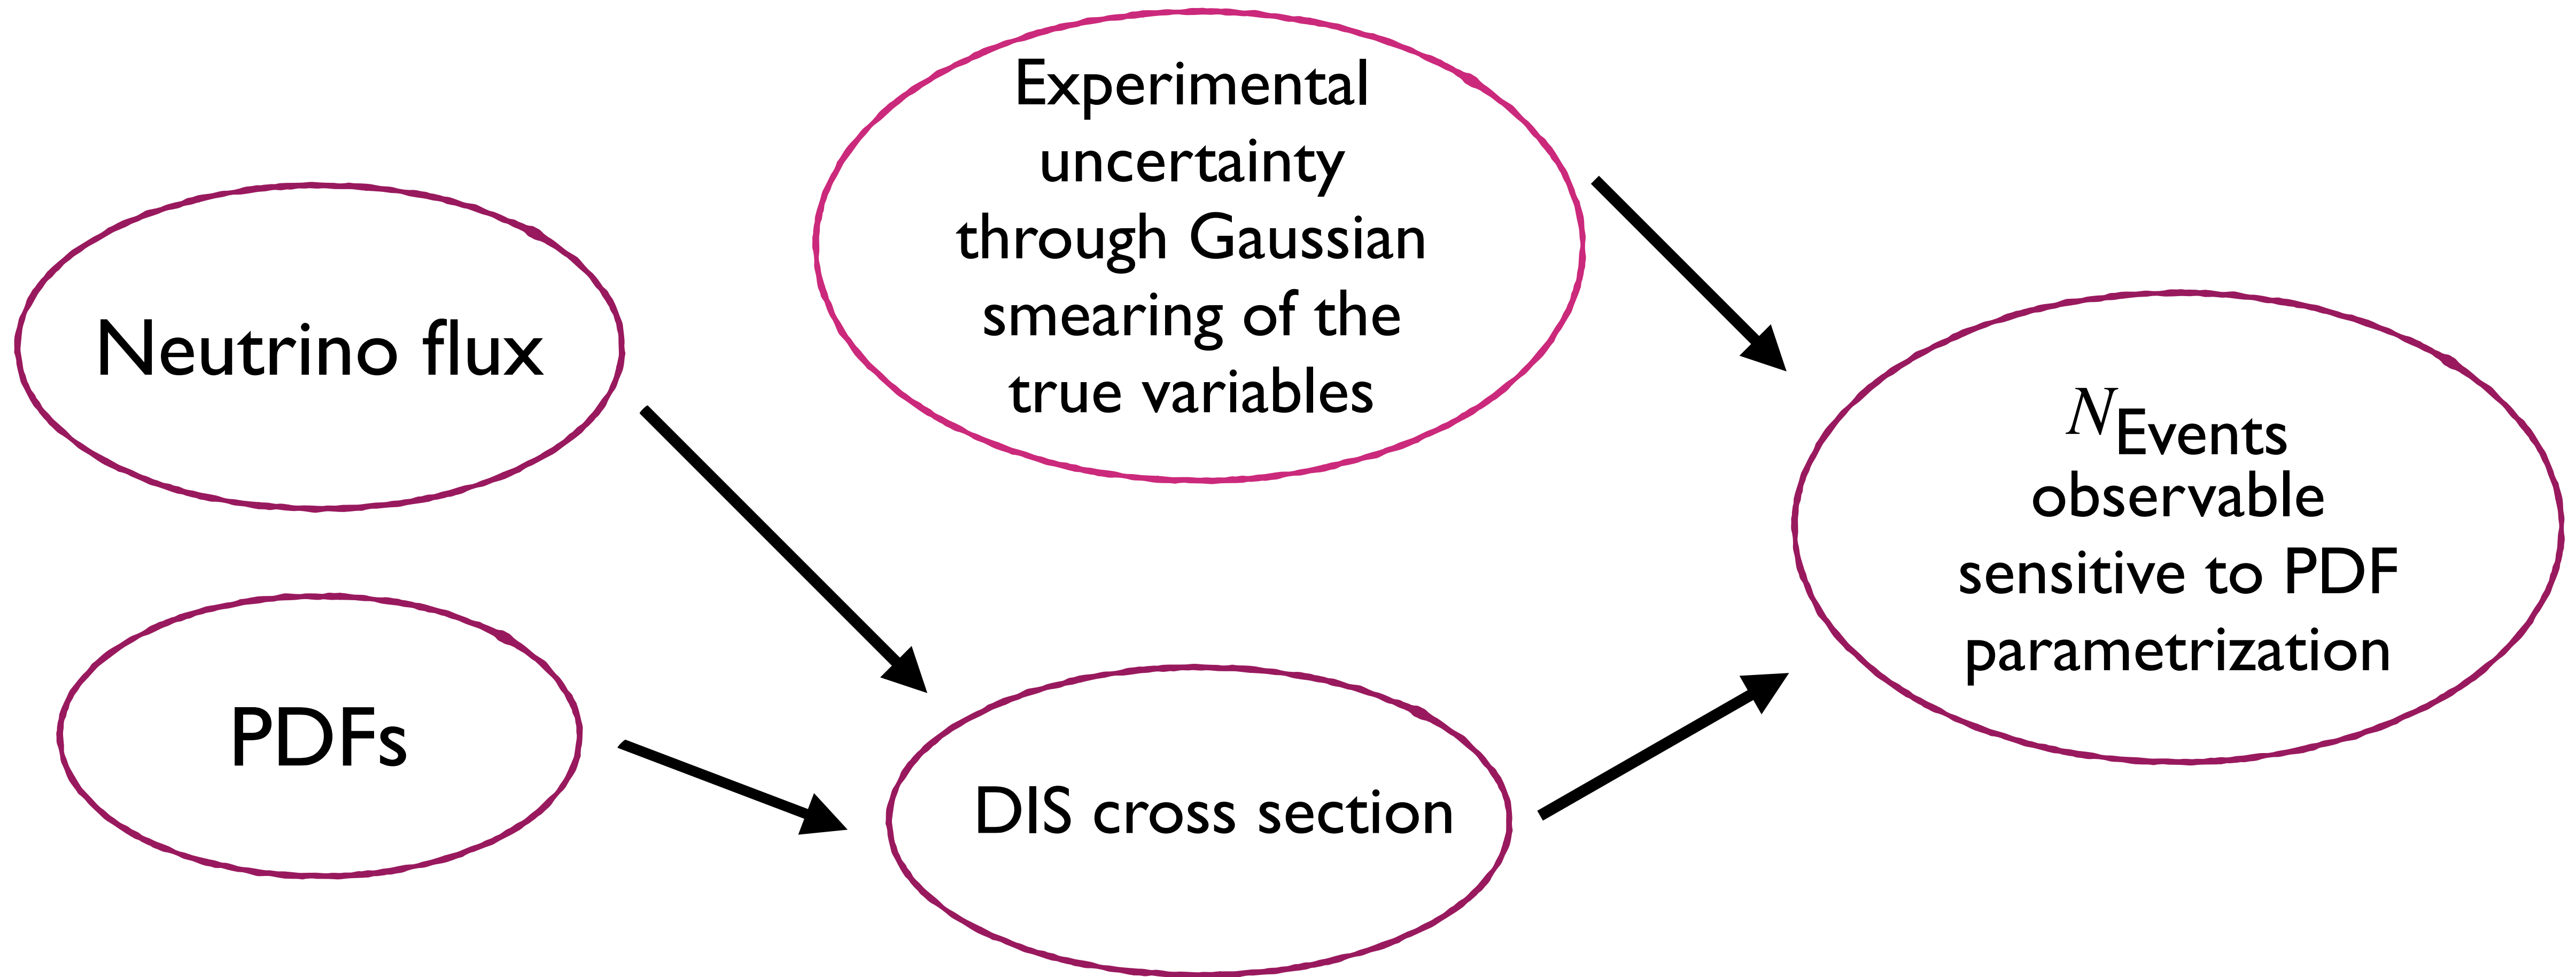 Neutrino flux
PDFs
Experimental
uncertainty
through Gaussian
smearing of the
true variables
DIS cross section
NEvents
observable
sensitive to PDF
parametrization